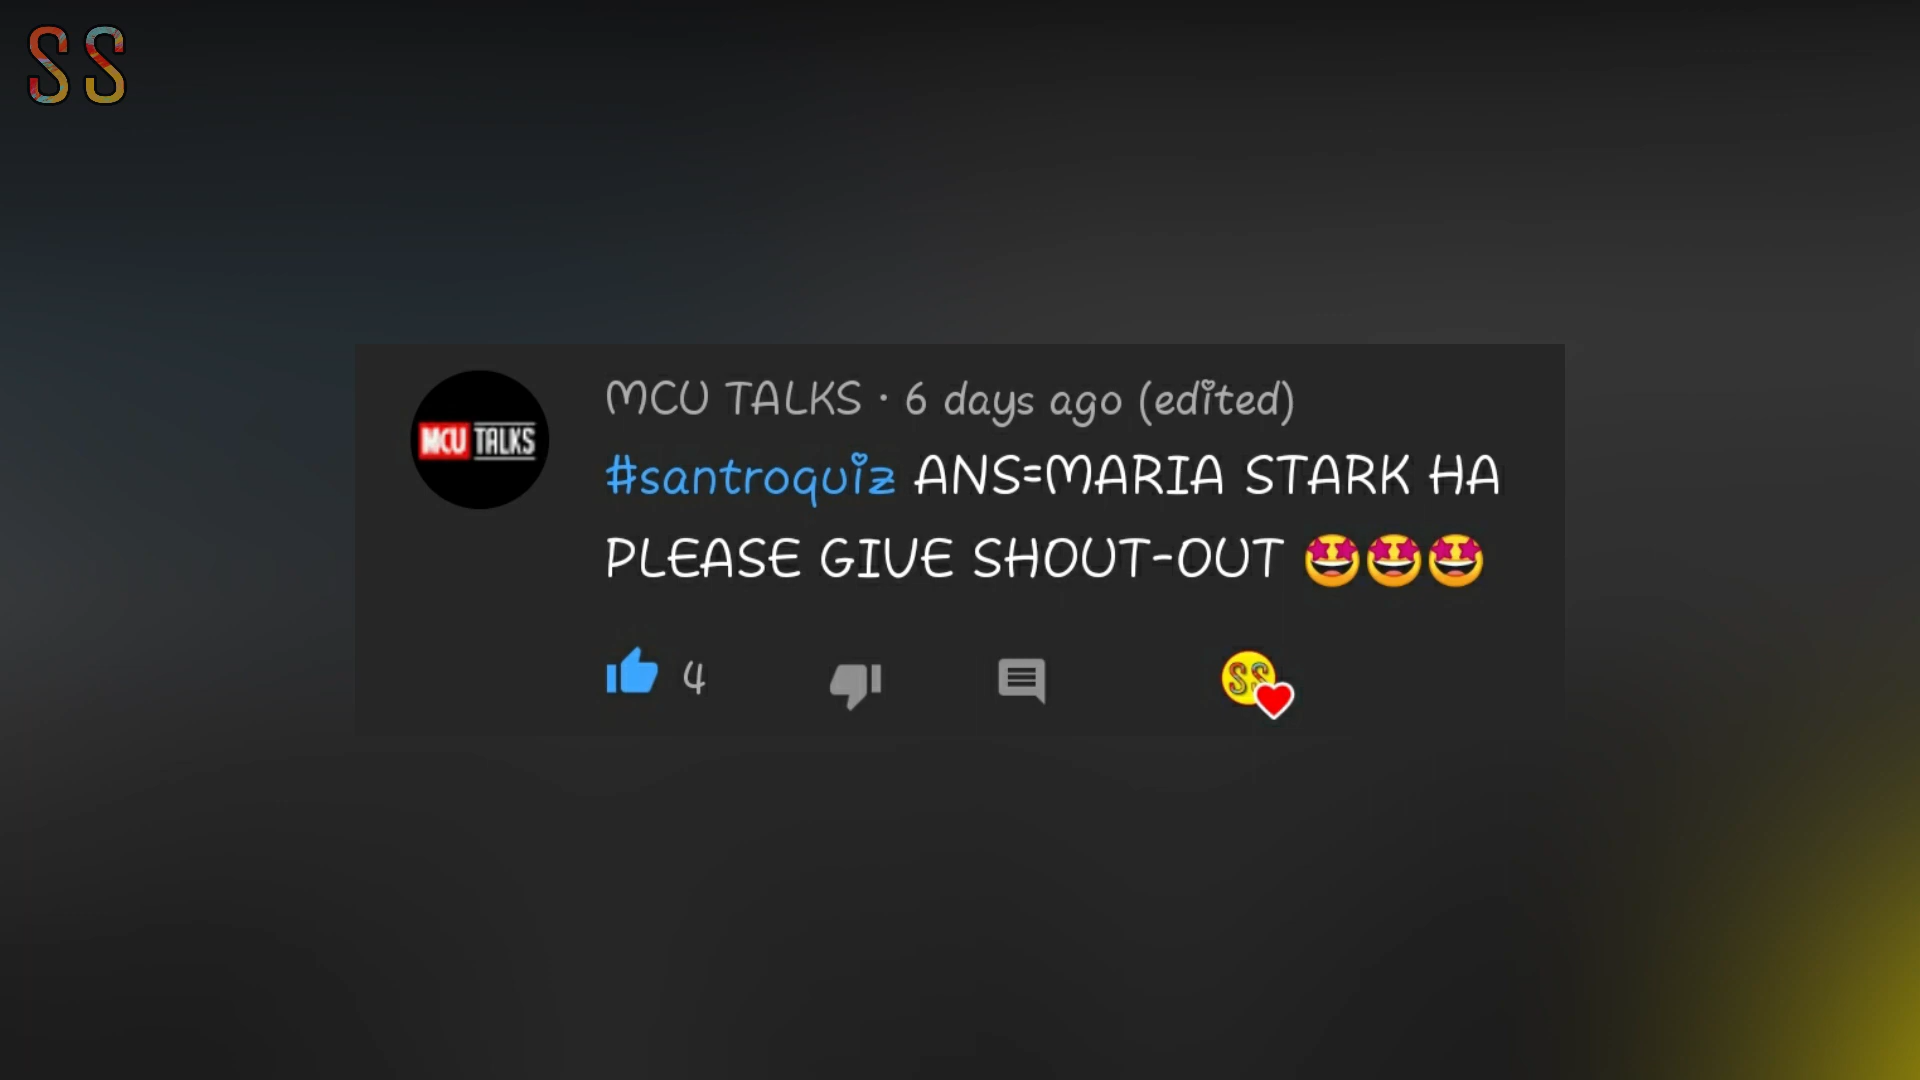 SS
MCU TALKS · 6 days ago (edited)
MCU TALKS
#santroquiz ANS=MARIA STARK HA
PLEASE GIVE SHOUT-OUT 🤩🤩🤩
4
SS